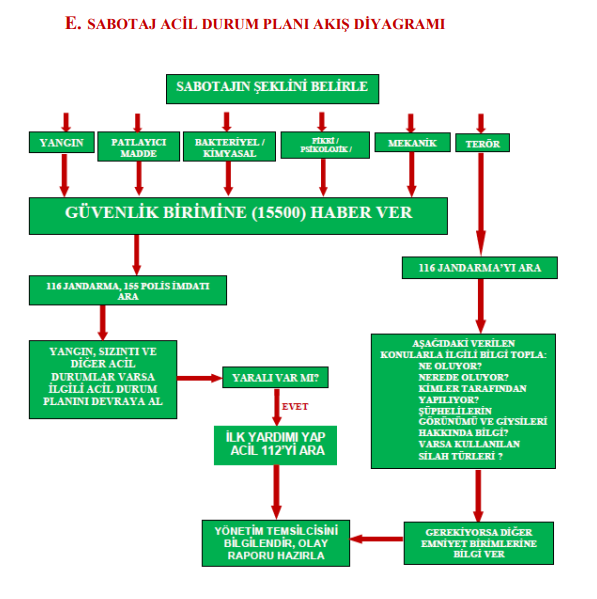 E. SABOTAJ ACİL DURUM PLANI AKIŞ DİYAGRAMI
SABOTAJIN ŞEKLİNİ BELİRLE
YANGIN
PATLAYICI
MADDE
BAKTERİYEL /
KİMYASAL
FİKRİ /
PSİKOLOJİK /
MEKANİK
TERÖR
GÜVENLİK BİRİMİNE (15500) HABER VER
116 JANDARMA, 155 POLİS İMDATI
ARA
116 JANDARMA'YI ARA
YANGIN, SIZINTI VE
DİĞER ACİL
DURUMLAR VARSA
İLGİLİ ACİL DURUM
PLANINI DEVRAYA AL
YARALI VAR MI?
EVET
İLK YARDIMI YAP
ACİL 112'Yİ ARA
AŞAĞIDAKİ VERİLEN
KONULARLA İLGİLİ BİLGİ TOPLA:
NE OLUYOR?
NEREDE OLUYOR?
KİMLER TARAFINDAN
YAPILIYOR?
ŞÜPHELİLERİN
GÖRÜNÜMÜ VE GİYSİLERİ
HAKKINDA BİLGİ?
VARSA KULLANILAN
SİLAH TÜRLERİ ?
YÖNETİM TEMSİLCİSİNİ
BİLGİLENDİR, OLAY
RAPORU HAZIRLA
GEREKİYORSA DİĞER
EMNİYET BİRİMLERİNE
BİLGİ VER